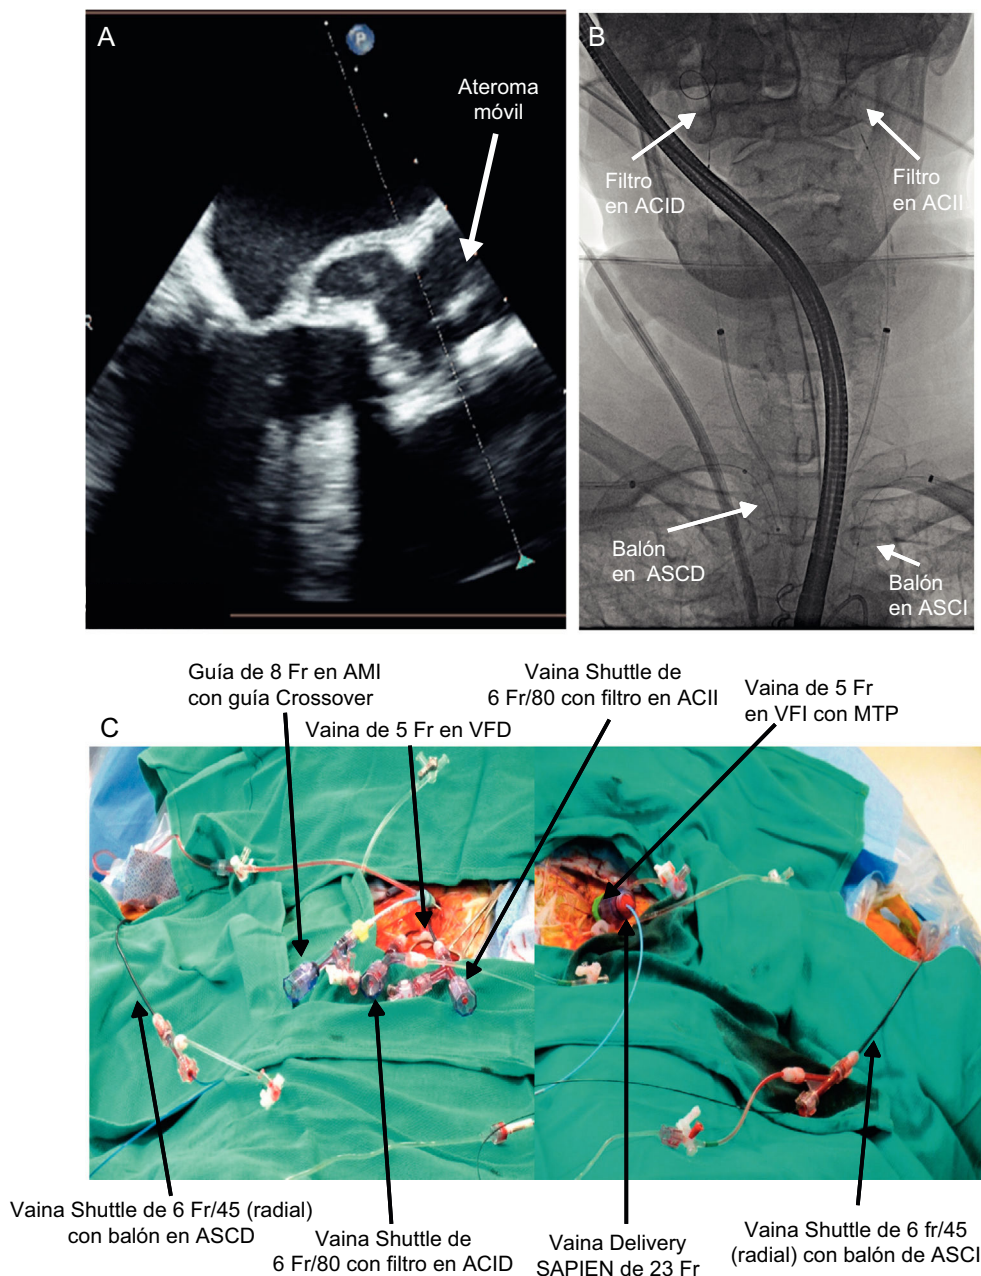 A
P
Ateroma
móvil
R
B
Filtro
en ACID
Filtro
en ACII
Balón
en ASCD
Balón
en ASCI
C
Guía de 8 Fr en AMI
con guía Crossover
Vaina de 5 Fr en VFD
Vaina Shuttle de
6 Fr/80 con filtro en ACII
Vaina de 5 Fr
en VFI con MTP
Vaina Shuttle de 6 Fr/45 (radial)
con balón en ASCD
Vaina Shuttle de
6 Fr/80 con filtro en ACID
Vaina Delivery
SAPIEN de 23 Fr
Vaina Shuttle de 6 fr/45
(radial) con balón de ASCI